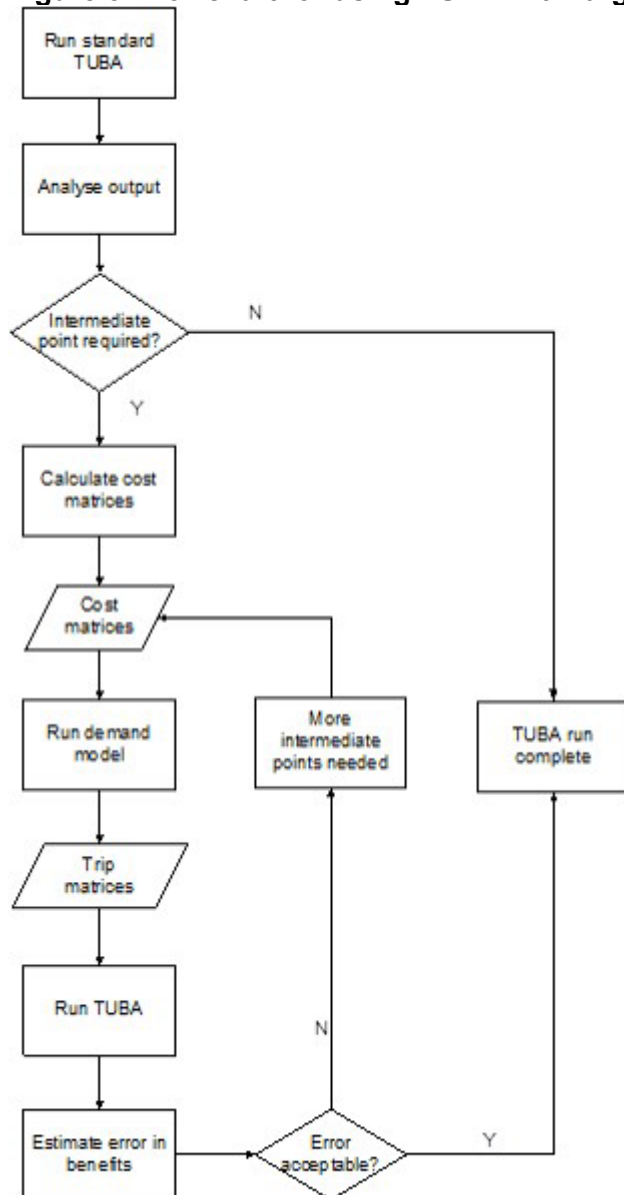 Run standard
TUBA
Analyse output
Intermediate
point required?
N
Y
Calculate cost
matrices
Cost
matrices
Run demand
model
More
intermediate
points needed
TUBA run
complete
Trip
matrices
Run TUBA
N
Estimate error in
benefits
Error
acceptable?
Y